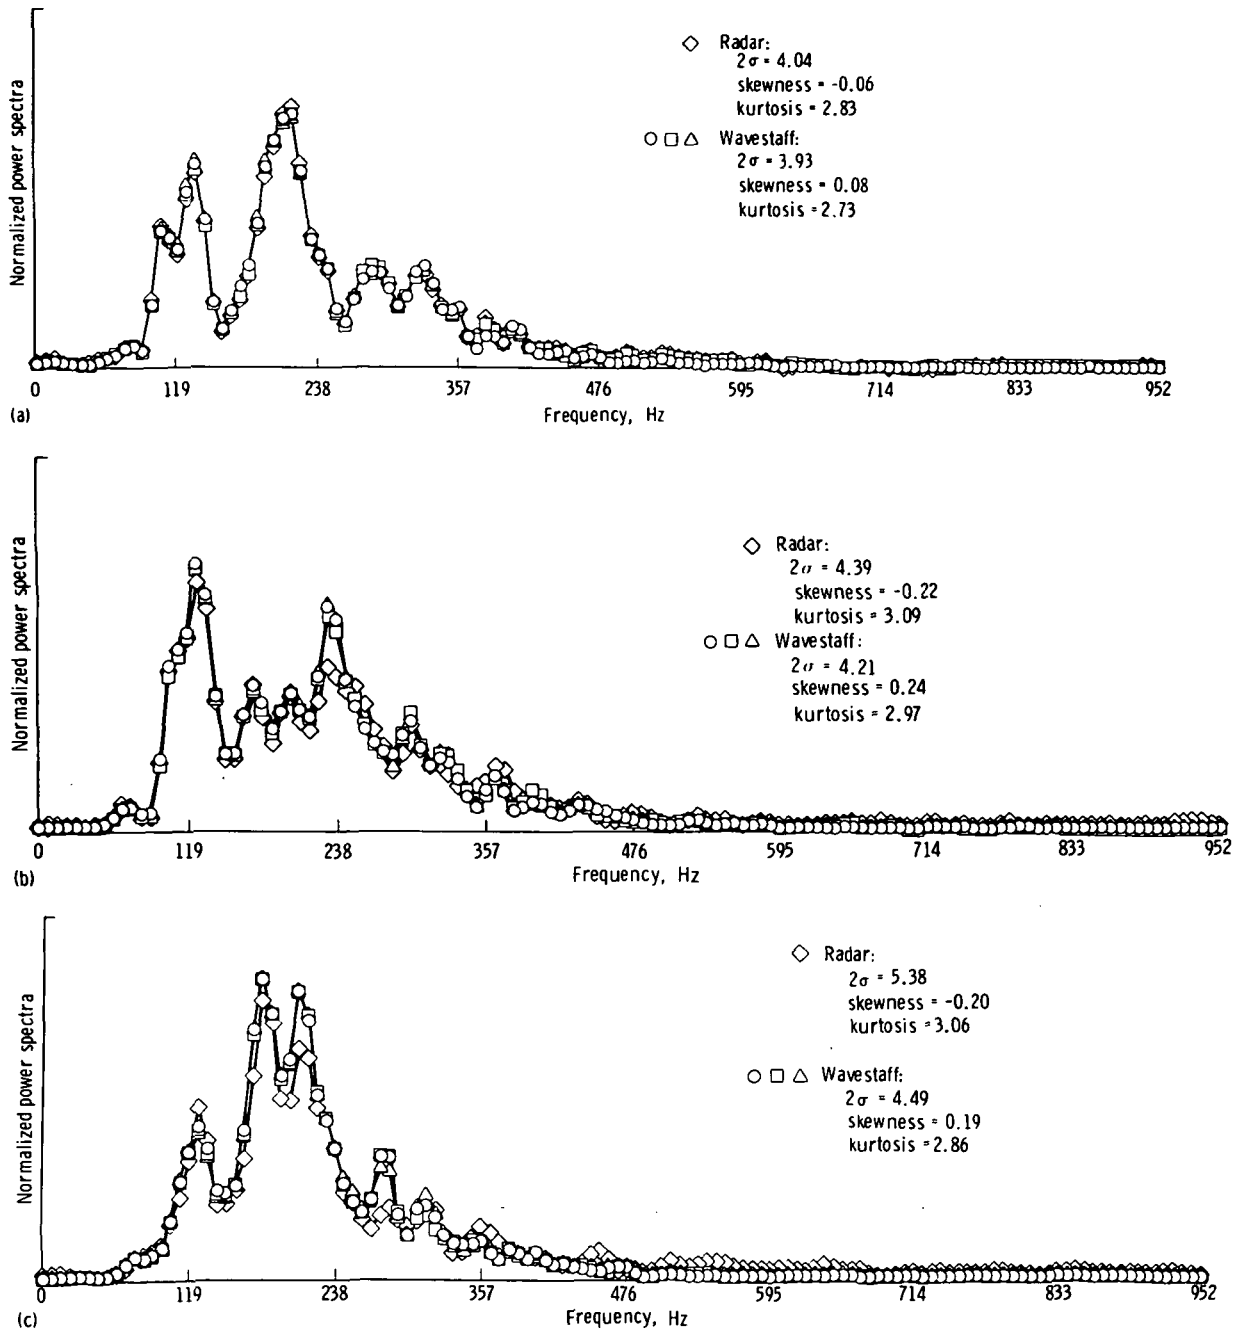 Normalized power spectra
◇ Radar:
2σ = 4.04
skewness = -0.06
kurtosis = 2.83
○ □ △ Wavestaff:
2σ = 3.93
skewness = 0.08
kurtosis = 2.73
0 119 238 357 476 595 714 833 952
(a)
Frequency, Hz
Normalized power spectra
◇ Radar:
2σ = 4.39
skewness = -0.22
kurtosis = 3.09
○ □ △ Wavestaff:
2σ = 4.21
skewness = 0.24
kurtosis = 2.97
0 119 238 357 476 595 714 833 952
(b)
Frequency, Hz
Normalized power spectra
◇ Radar:
2σ = 5.38
skewness = -0.20
kurtosis = 3.06
○ □ △ Wavestaff:
2σ = 4.49
skewness = 0.19
kurtosis = 2.86
0 119 238 357 476 595 714 833 952
(c)
Frequency, Hz